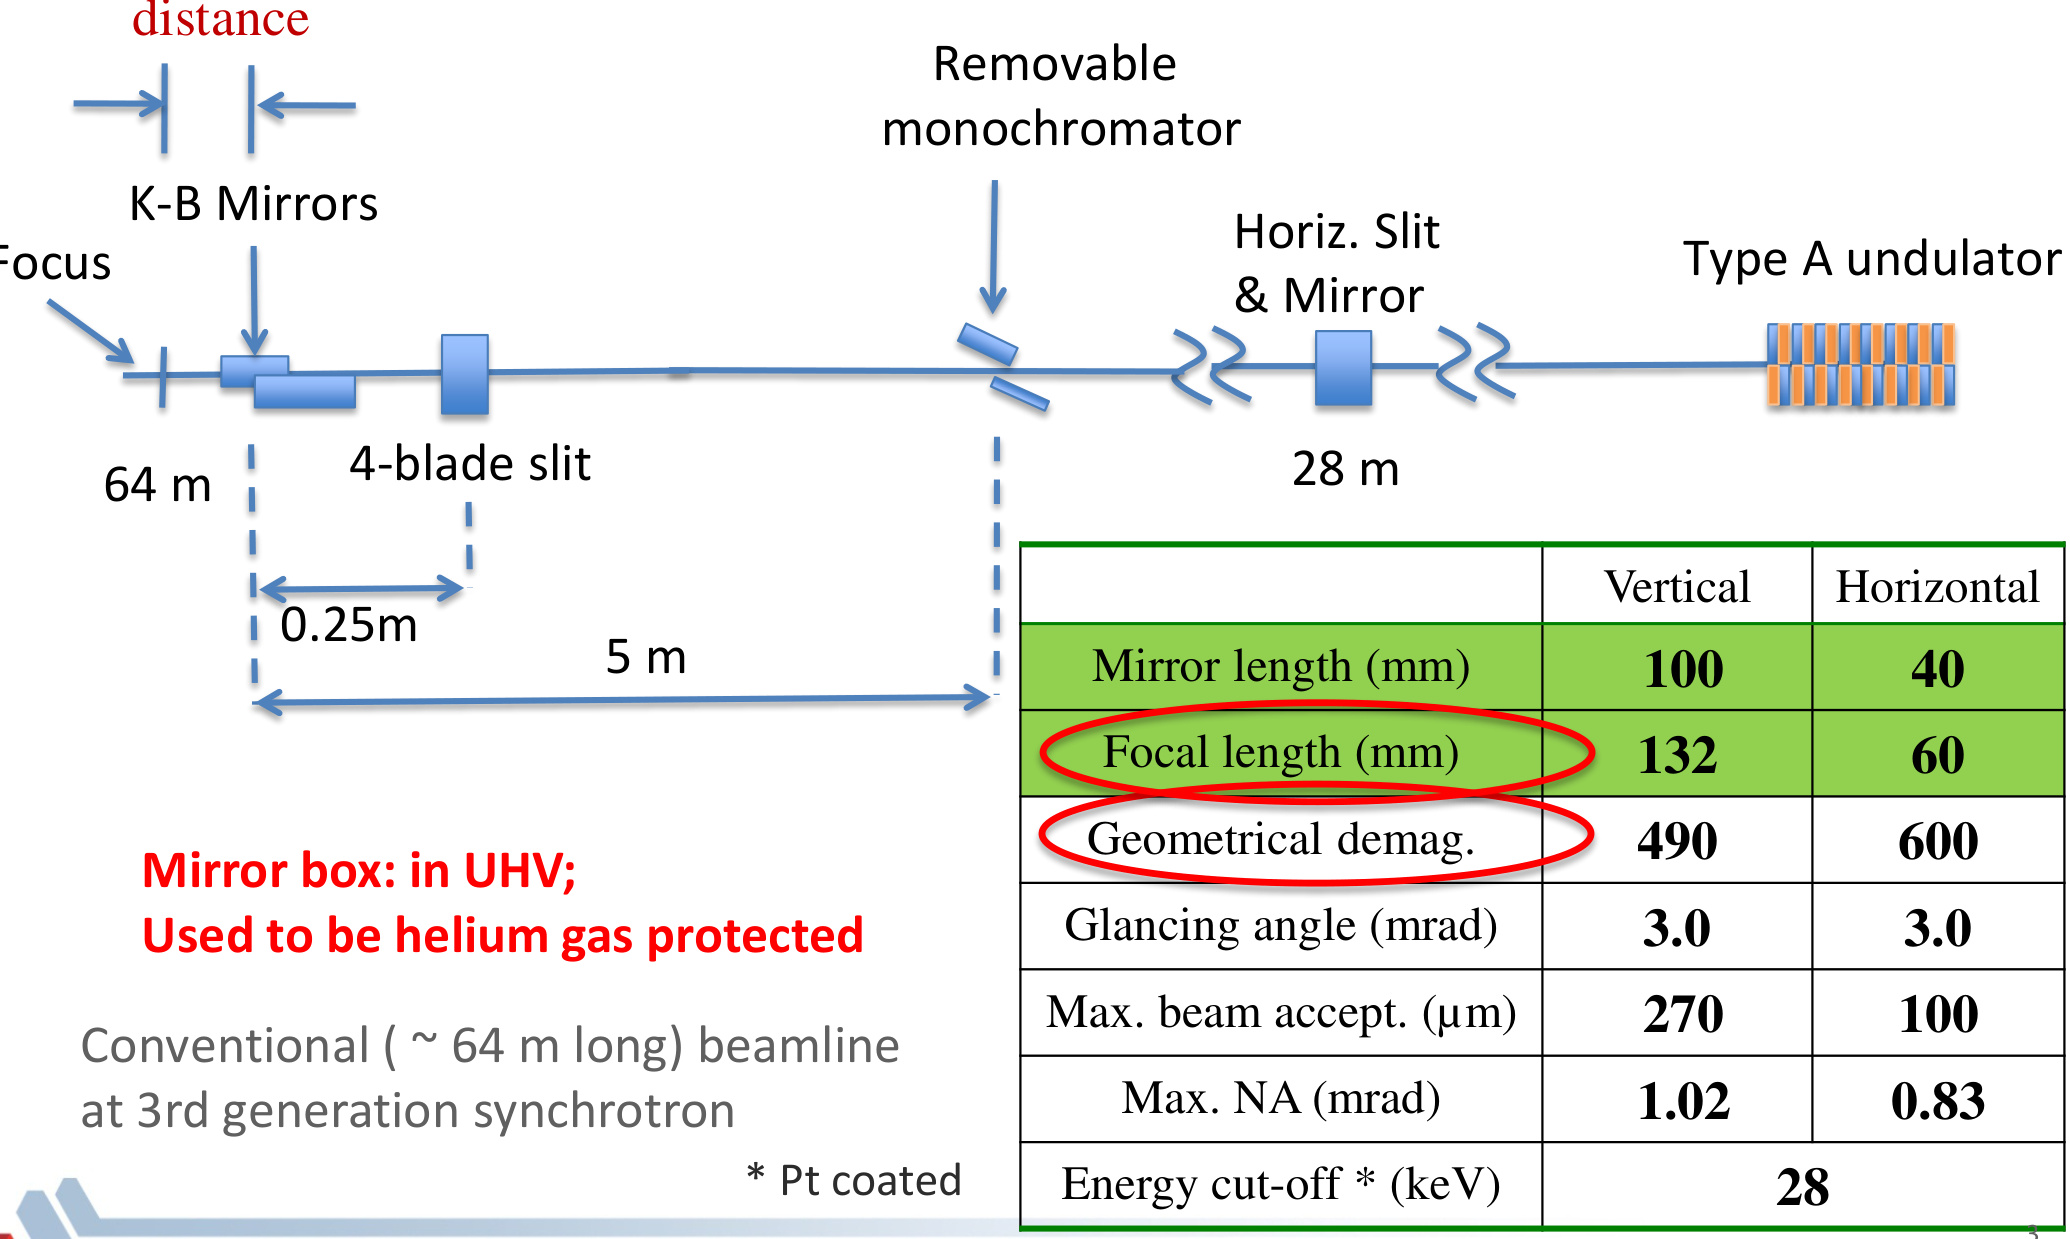 distance
Removable
monochromator
K-B Mirrors
Horiz. Slit
& Mirror
Type A undulator
Focus
4-blade slit
64 m
28 m
0.25m
5 m
Vertical Horizontal
Mirror length (mm) 100 40
Focal length (mm) 132 60
Geometrical demag. 490 600
Glancing angle (mrad) 3.0 3.0
Max. beam accept. (μm) 270 100
Max. NA (mrad) 1.02 0.83
Energy cut-off * (keV) 28
Mirror box: in UHV;
Used to be helium gas protected
Conventional ( ~ 64 m long) beamline
at 3rd generation synchrotron
* Pt coated
3